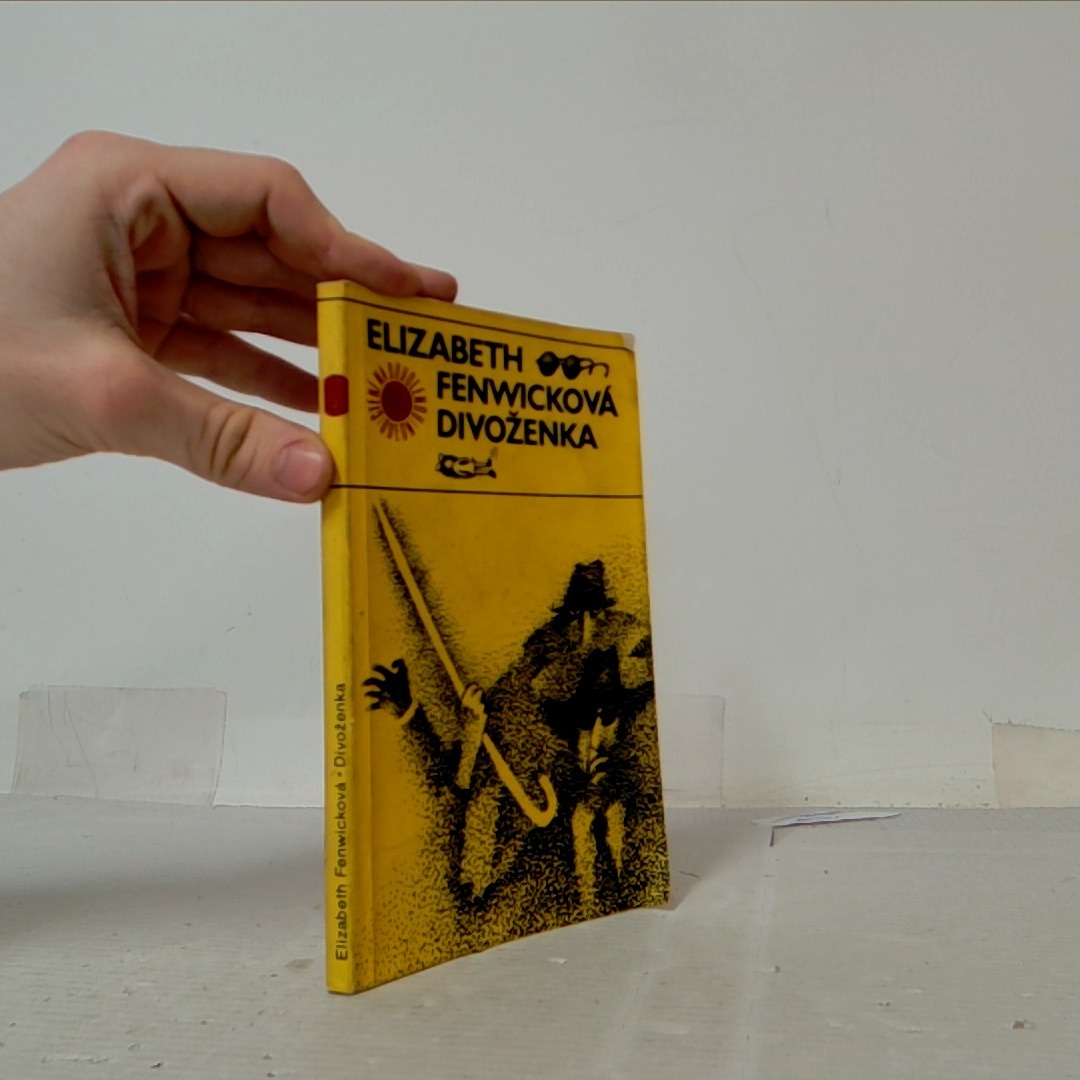 ELIZABETH
FENWICKOVÁ
DIVOŽENKA
Elizabeth Fenwicková • Divoženka